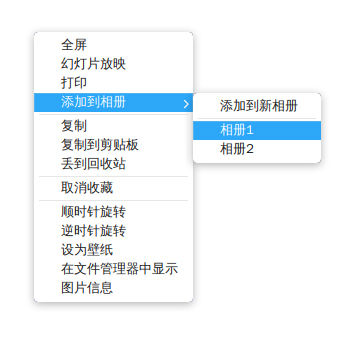 全屏
幻灯片放映
打印
添加到相册
复制
复制到剪贴板
丢到回收站
取消收藏
顺时针旋转
逆时针旋转
设为壁纸
在文件管理器中显示
图片信息
添加到新相册
相册1
相册2